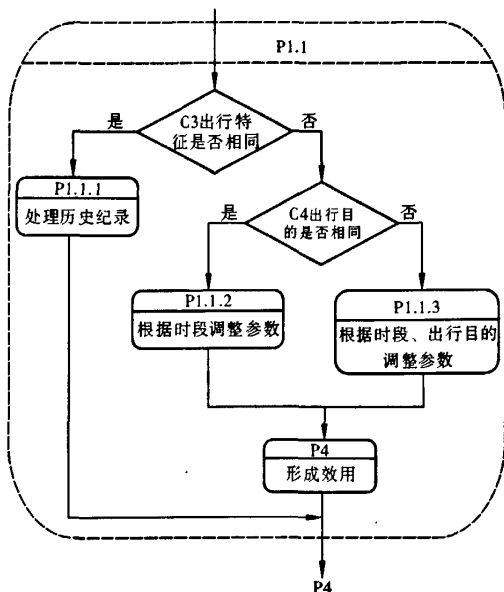 P1.1
C3出行特
征是否相同
是
否
P1.1.1
处理历史纪录
C4出行目
的是否相同
是
否
P1.1.2
根据时段调整参数
P1.1.3
根据时段、出行目的
调整参数
P4
形成效用
P4